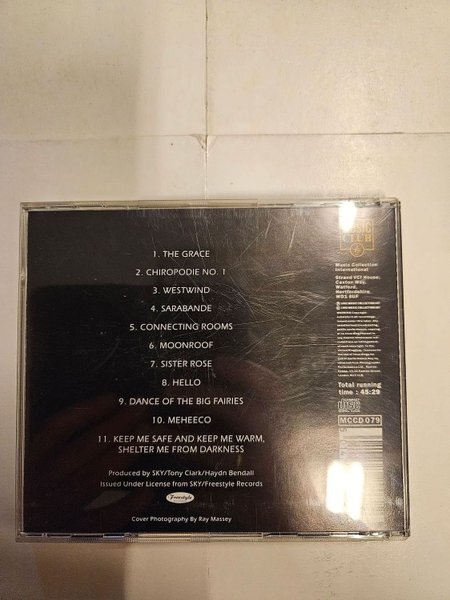 1. THE GRACE
2. CHIROPODIE NO. 1
3. WESTWIND
4. SARABANDE
5. CONNECTING ROOMS
6. MOONROOF
7. SISTER ROSE
8. HELLO
9. DANCE OF THE BIG FAIRIES
10. MEHEECO
11. KEEP ME SAFE AND KEEP ME WARM,
SHELTER ME FROM DARKNESS
Produced by SKY/Tony Clark/Haydn Bendall
Issued Under License from SKY/Freestyle Records
Freestyle
Cover Photography By Ray Massey
CLUB
Music Collection
International
Strand VCI House,
Caxton Way,
Watford,
Hertfordshire,
WD1 8UF
Total running
time : 45:29
COMPACT
disc
MCCD 079